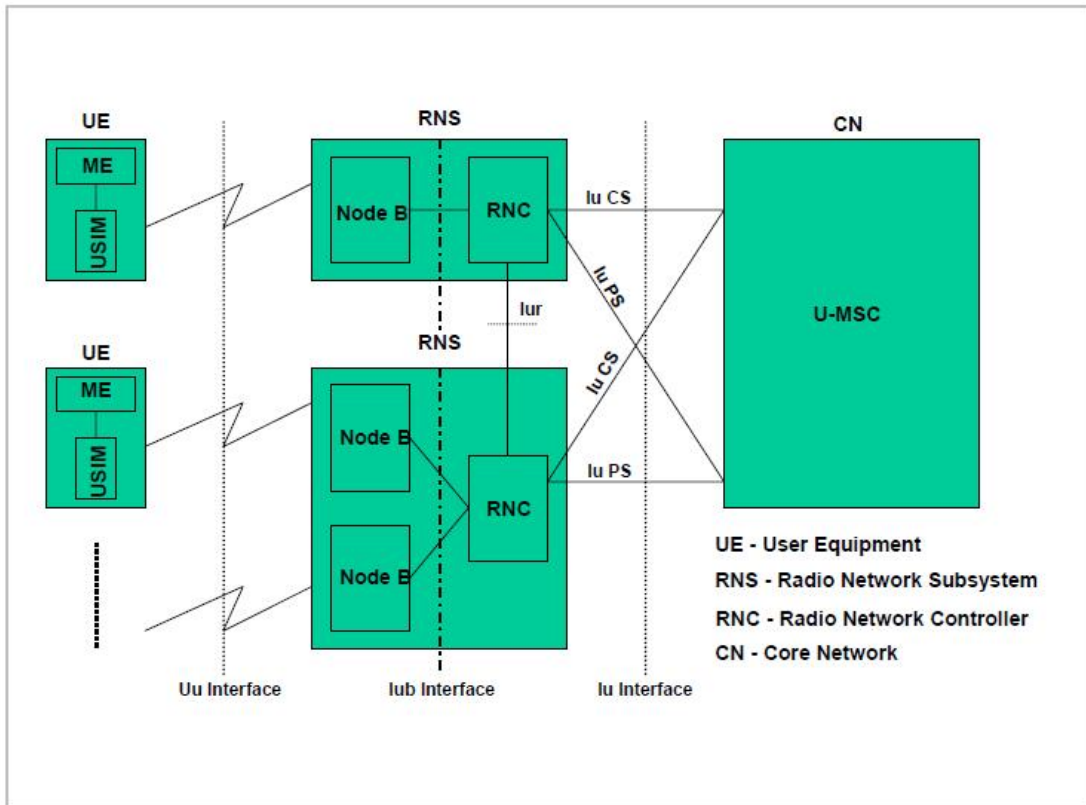 UE
RNS
CN
ME
USIM
Node B
RNC
Iu CS
Iu PS
Iur
U-MSC
UE
RNS
ME
USIM
Node B
Node B
RNC
Iu CS
Iu PS
UE - User Equipment
RNS - Radio Network Subsystem
RNC - Radio Network Controller
CN - Core Network
Uu Interface
Iub Interface
Iu Interface